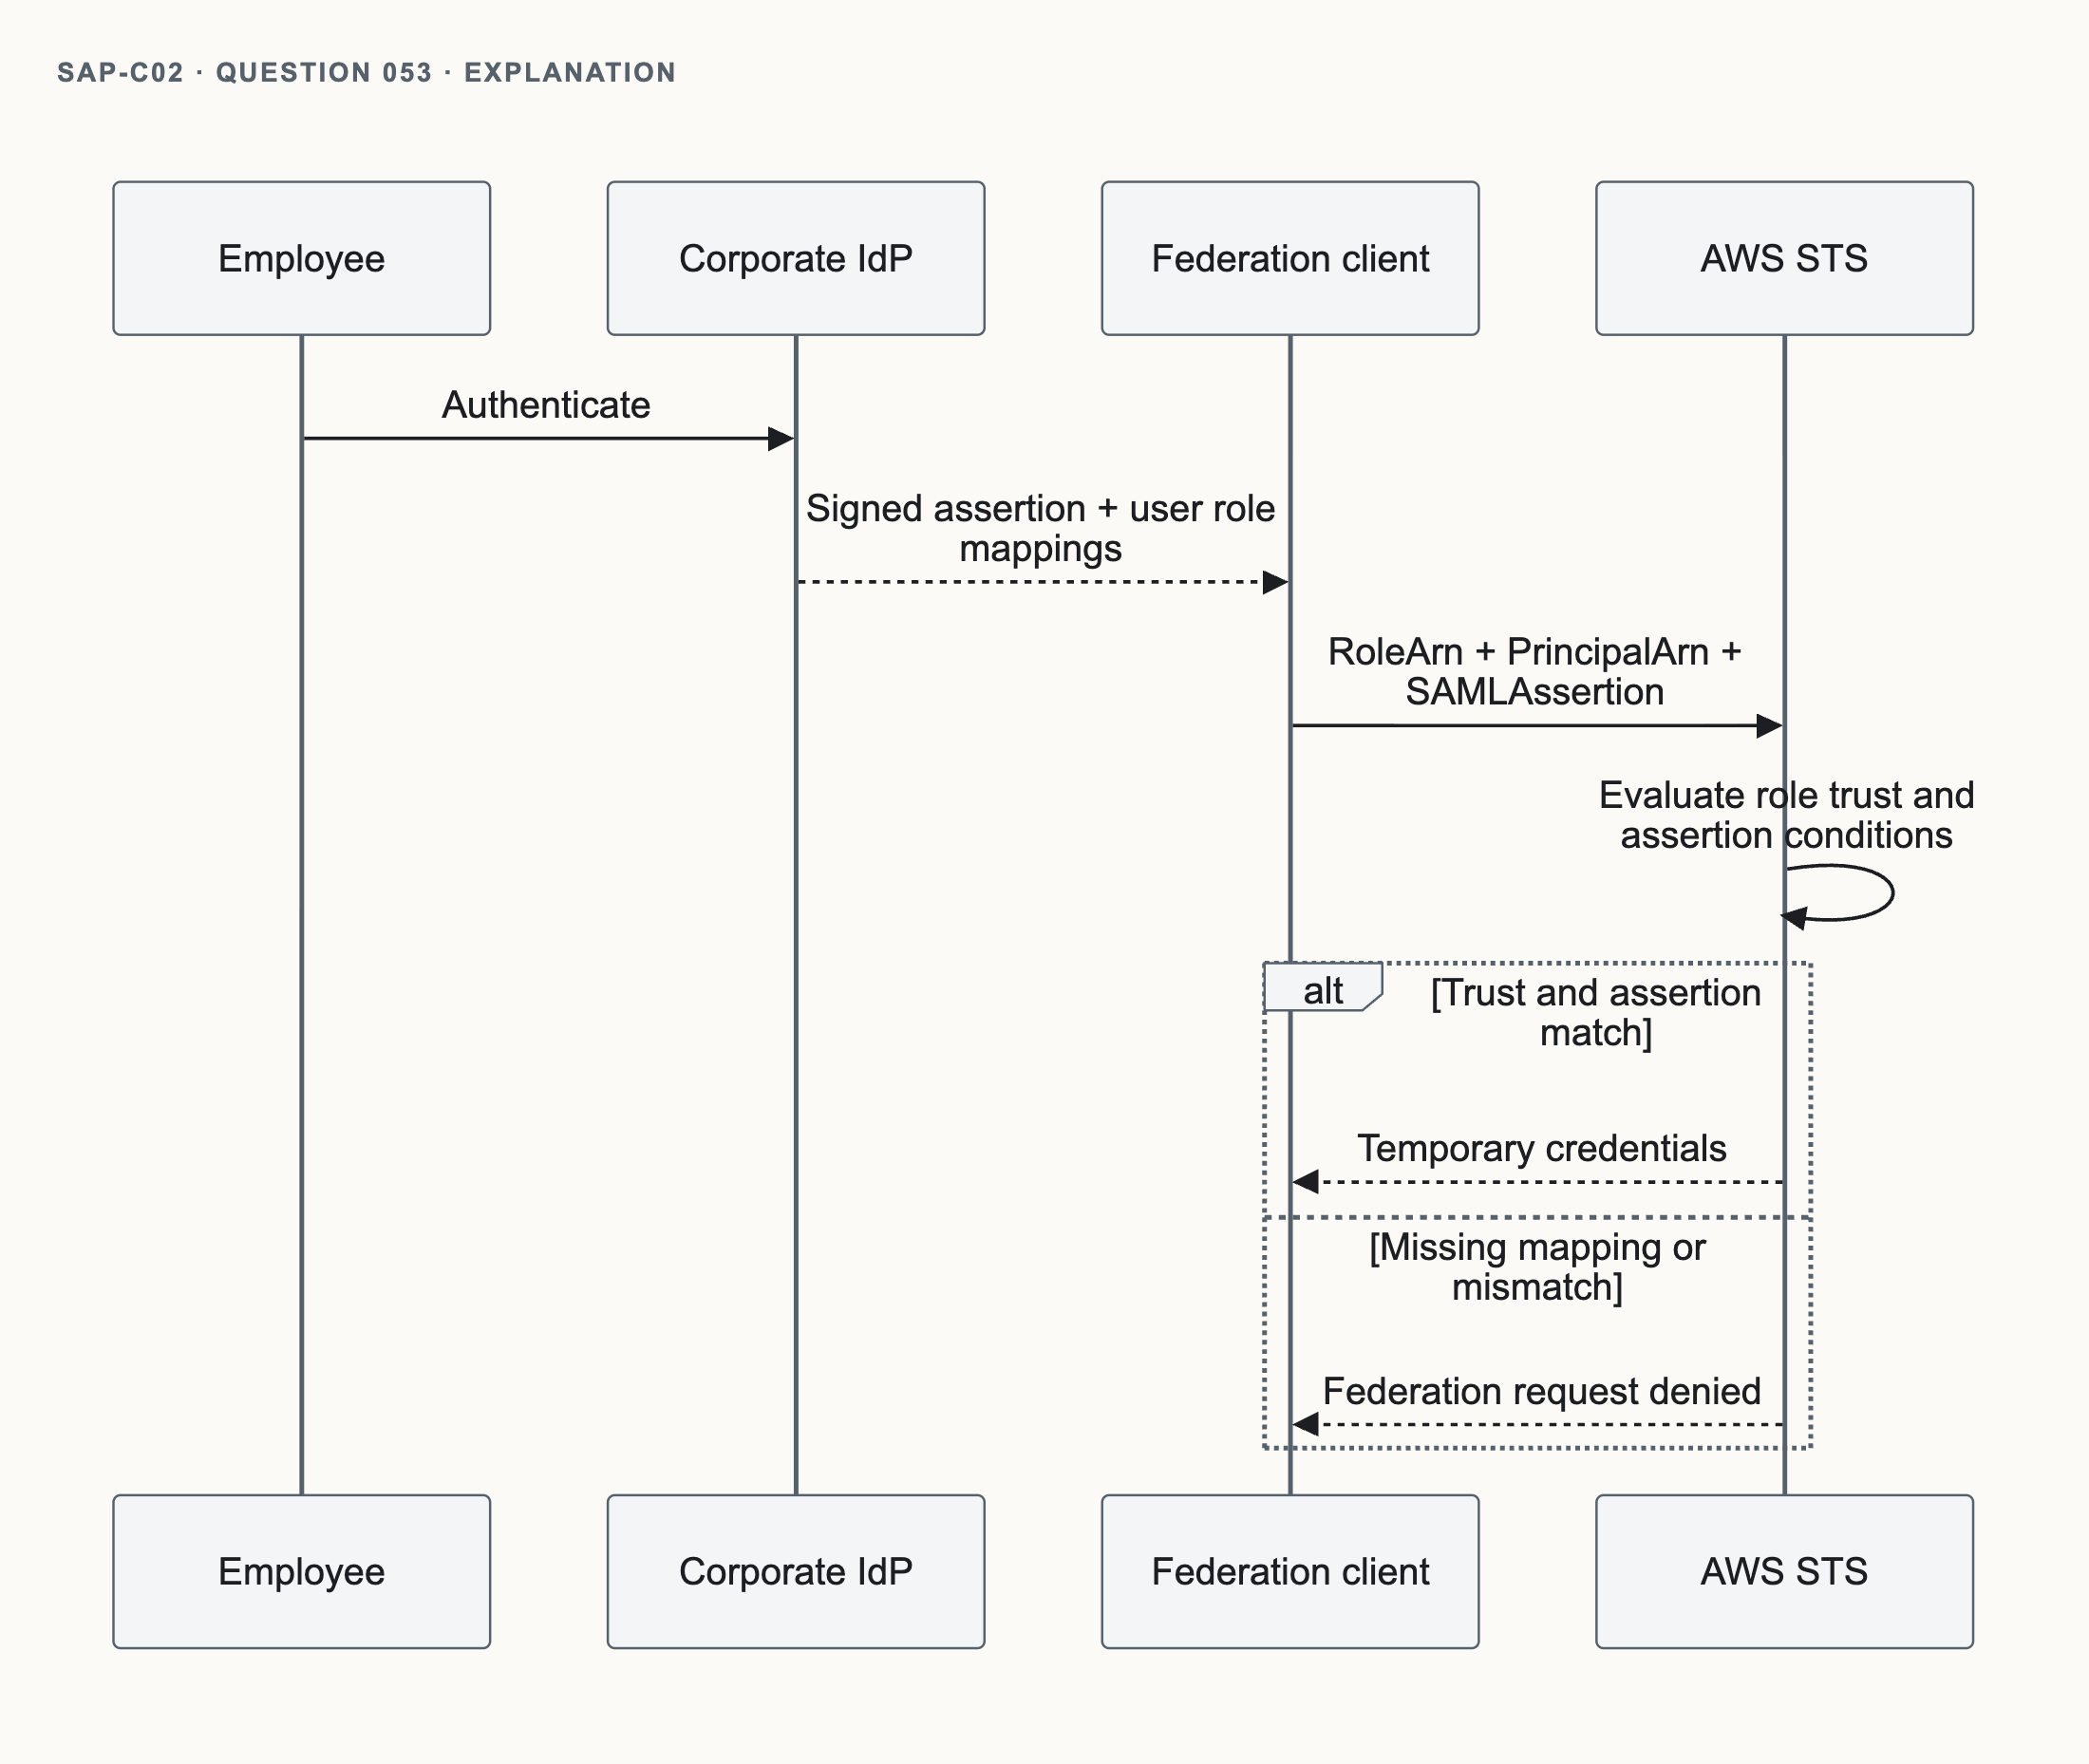 SAP-C02 · QUESTION 053 · EXPLANATION
Employee
Corporate IdP
Federation client
AWS STS
Authenticate
Signed assertion + user role
mappings
RoleArn + PrincipalArn +
SAMLAssertion
Evaluate role trust and
assertion conditions
alt
[Trust and assertion
match]
Temporary credentials
[Missing mapping or
mismatch]
Federation request denied
Employee
Corporate IdP
Federation client
AWS STS